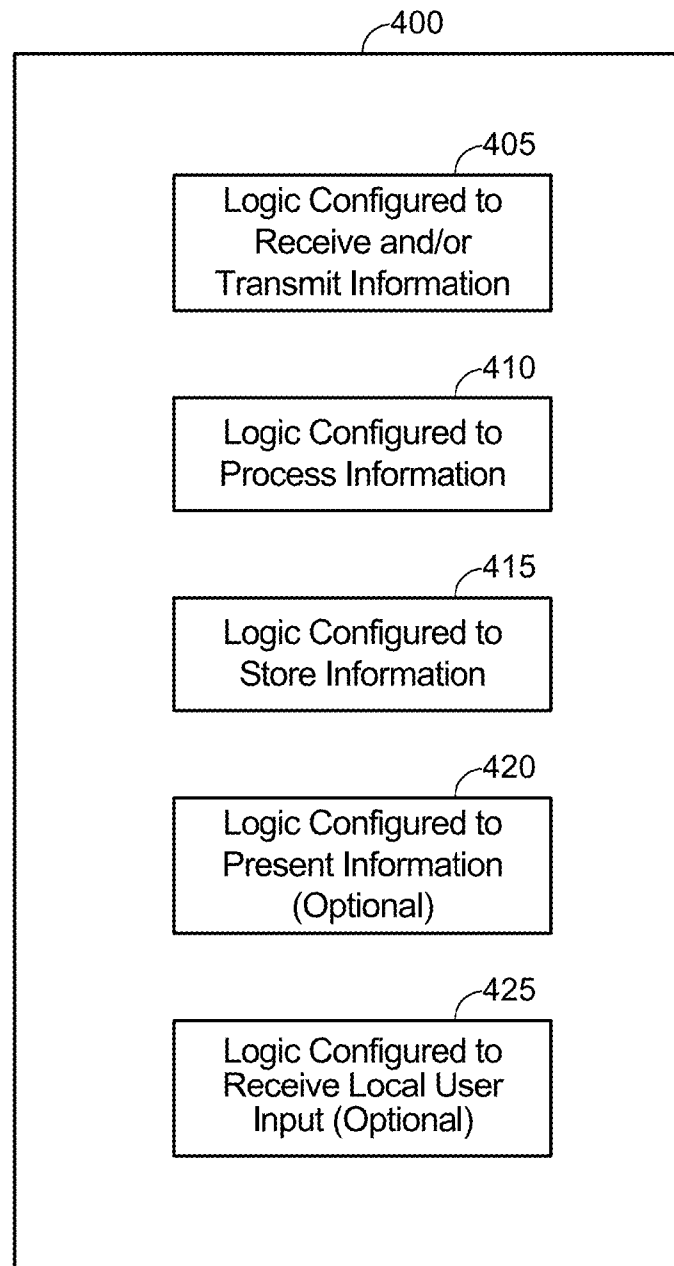 400
405
Logic Configured to
Receive and/or
Transmit Information
410
Logic Configured to
Process Information
415
Logic Configured to
Store Information
420
Logic Configured to
Present Information
(Optional)
425
Logic Configured to
Receive Local User
Input (Optional)